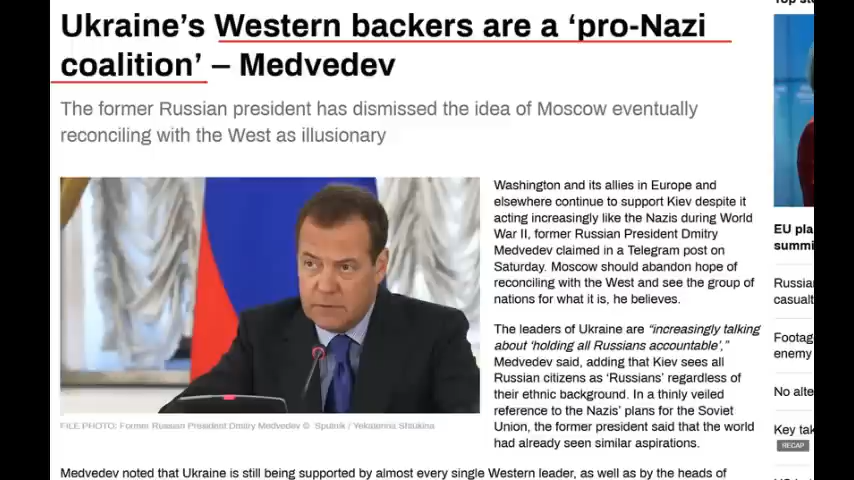 Top sto
Ukraine's Western backers are a 'pro-Nazi
coalition' – Medvedev
The former Russian president has dismissed the idea of Moscow eventually
reconciling with the West as illusionary
Washington and its allies in Europe and
elsewhere continue to support Kiev despite it
acting increasingly like the Nazis during World
War II, former Russian President Dmitry
Medvedev claimed in a Telegram post on
Saturday. Moscow should abandon hope of
reconciling with the West and see the group of
nations for what it is, he believes.
The leaders of Ukraine are “increasingly talking
about ‘holding all Russians accountable’,”
Medvedev said, adding that Kiev sees all
Russian citizens as ‘Russians’ regardless of
their ethnic background. In a thinly veiled
reference to the Nazis’ plans for the Soviet
Union, the former president said that the world
had already seen similar aspirations.
FILE PHOTO: Former Russian President Dmitry Medvedev © Sputnik / Yekaterina Shtukina
Medvedev noted that Ukraine is still being supported by almost every single Western leader, as well as by the heads of
EU pla
summi
Russia
casualt
Footag
enemy
No alte
Key tak
RECAP